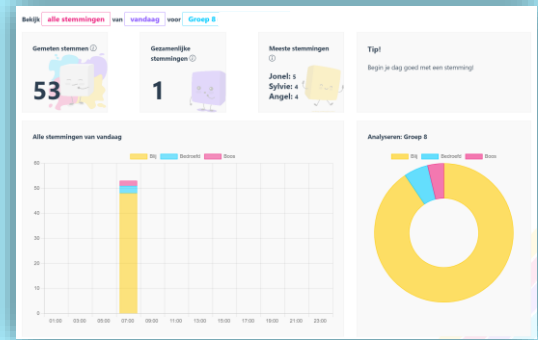 Bekijk alle stemmingen van vandaag voor Groep 8
Gemeten stemmen ⓘ
53
Gezamenlijke
stemmingen ⓘ
1
Meeste stemmingen
ⓘ
Jonel: 5
Sylvie: 4
Angel: 4
Tip!
Begin je dag goed met een stemming!
Alle stemmingen van vandaag
Blij Bedroefd Boos
60
50
40
30
20
10
0
01:00 03:00 05:00 07:00 09:00 11:00 13:00 15:00 17:00 19:00 21:00 23:00
Analyseren: Groep 8
Blij Bedroefd Boos